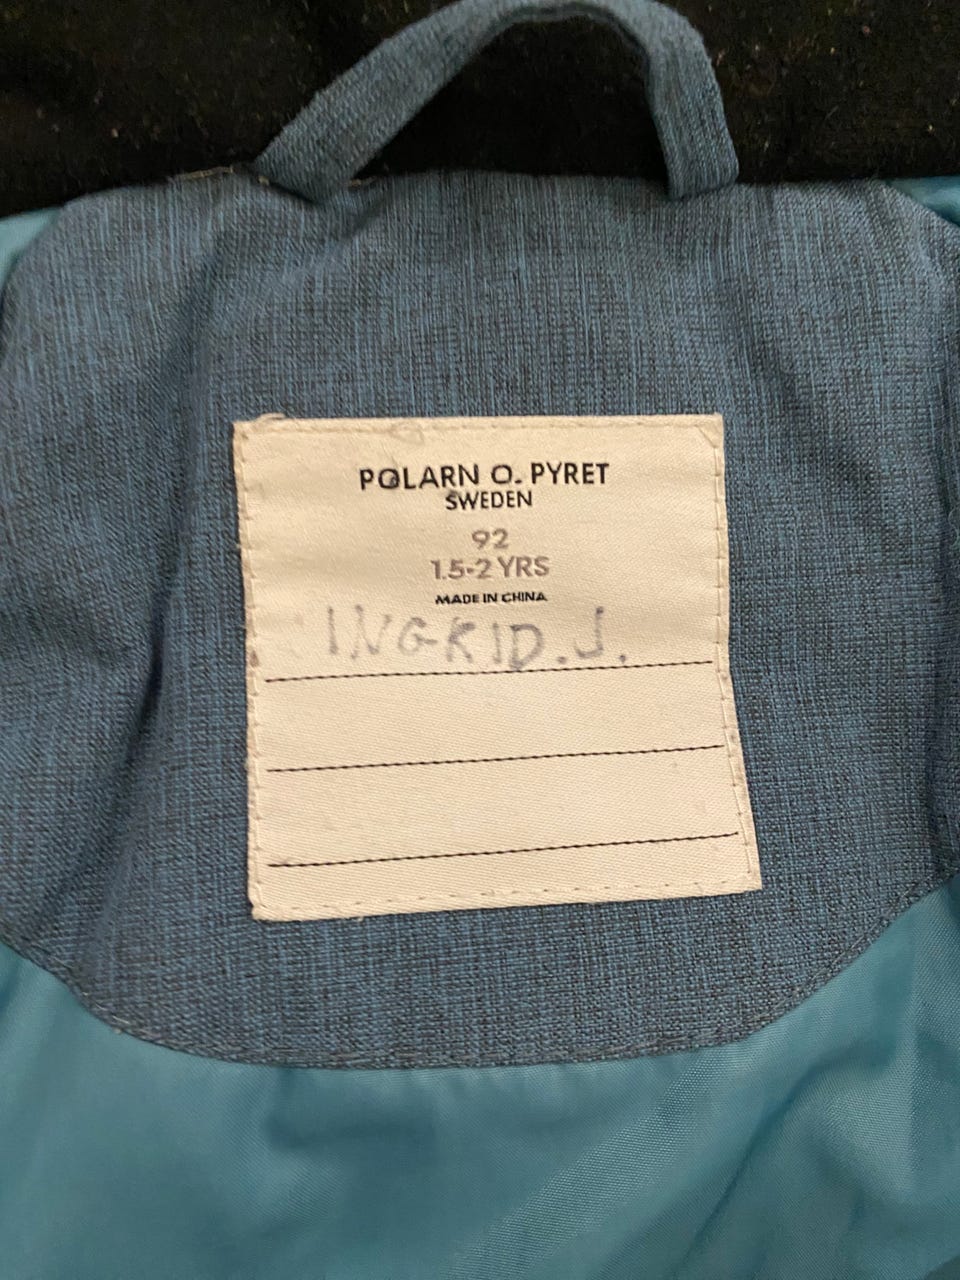 POLARN O. PYRET
SWEDEN
92
1.5-2 YRS
MADE IN CHINA
INGRID.J.